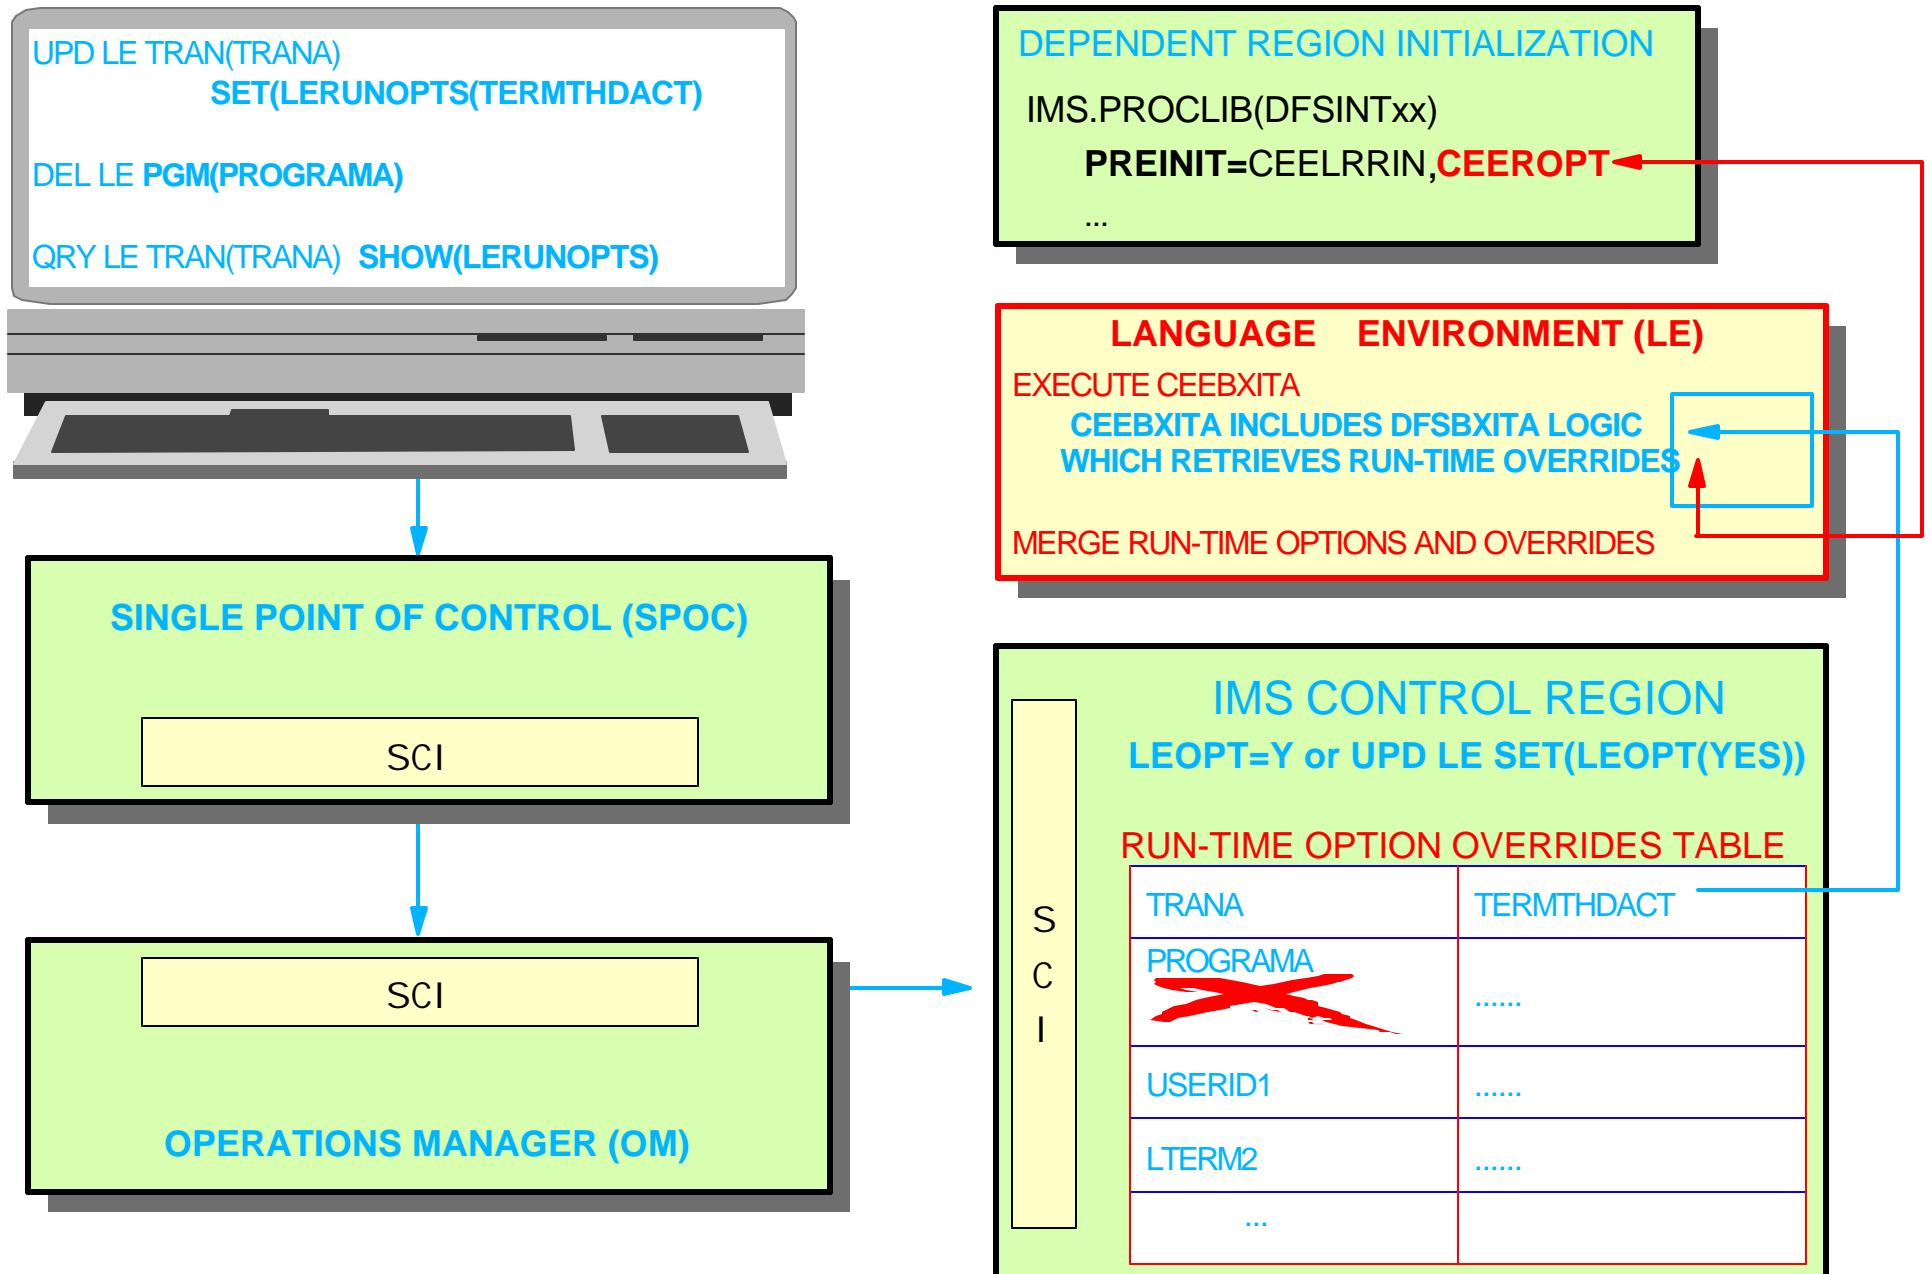 UPD LE TRAN(TRANA)
SET(LERUNOPTS(TERMTHDACT)
DEL LE PGM(PROGRAMA)
QRY LE TRAN(TRANA) SHOW(LERUNOPTS)
SINGLE POINT OF CONTROL (SPOC)
SCI
SCI
OPERATIONS MANAGER (OM)
DEPENDENT REGION INITIALIZATION
IMS.PROCLIB(DFSINTxx)
PREINIT=CEELRRIN,CEEROPT
...
LANGUAGE ENVIRONMENT (LE)
EXECUTE CEEBXITA
CEEBXITA INCLUDES DFSBXITA LOGIC
WHICH RETRIEVES RUN-TIME OVERRIDES
MERGE RUN-TIME OPTIONS AND OVERRIDES
S
C
I
IMS CONTROL REGION
LEOPT=Y or UPD LE SET(LEOPT(YES))
RUN-TIME OPTION OVERRIDES TABLE
TRANA TERMTHDACT
PROGRAMA ......
USERID1 ......
LTERM2 ......
...